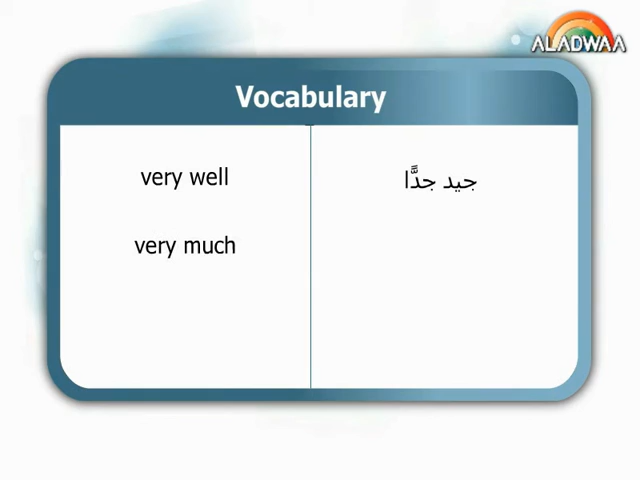 ALADWAA
Vocabulary
very well
جيد جدًّا
very much